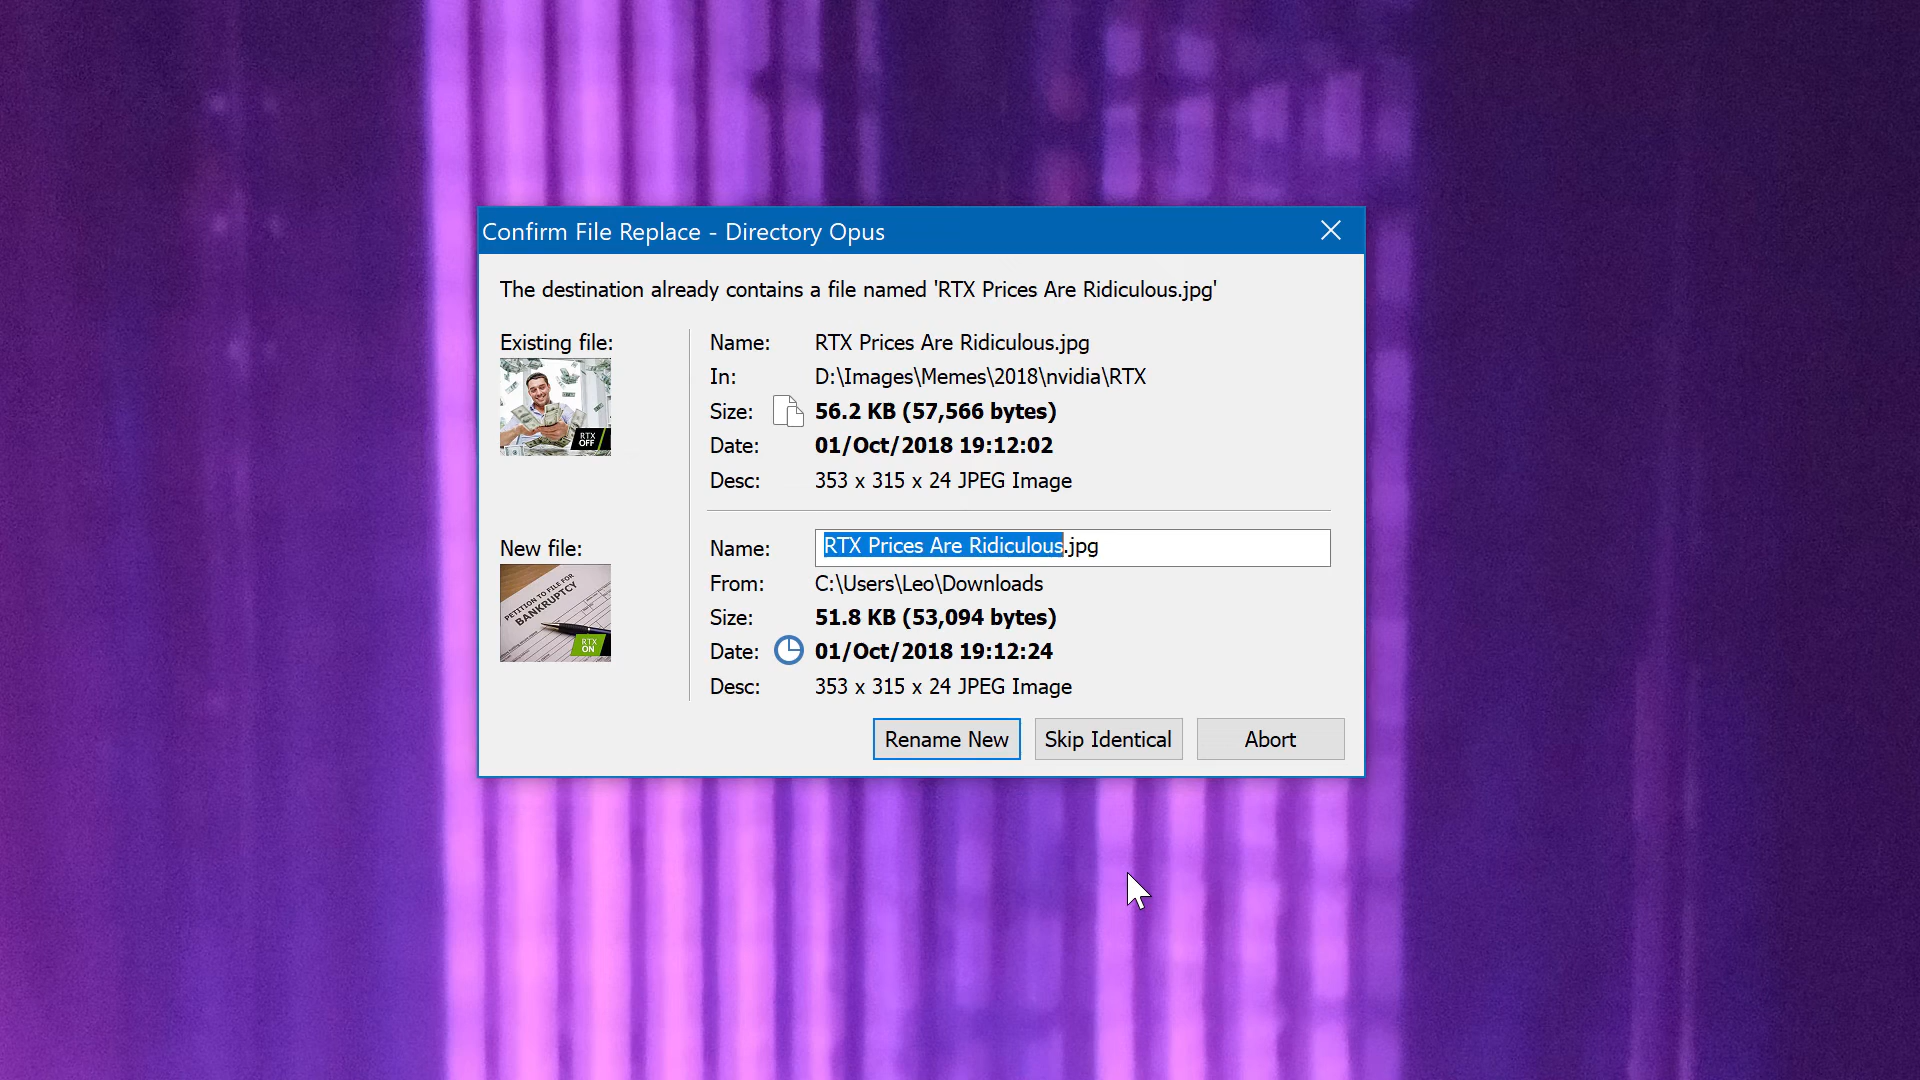 Confirm File Replace - Directory Opus
The destination already contains a file named 'RTX Prices Are Ridiculous.jpg'
Existing file:
RTX
OFF
Name: RTX Prices Are Ridiculous.jpg
In: D:\Images\Memes\2018\nvidia\RTX
Size: 56.2 KB (57,566 bytes)
Date: 01/Oct/2018 19:12:02
Desc: 353 x 315 x 24 JPEG Image
New file:
PETITION TO FILE FOR
BANKRUPTCY
RTX
ON
Name: RTX Prices Are Ridiculous.jpg
From: C:\Users\Leo\Downloads
Size: 51.8 KB (53,094 bytes)
Date: 01/Oct/2018 19:12:24
Desc: 353 x 315 x 24 JPEG Image
Rename New Skip Identical Abort